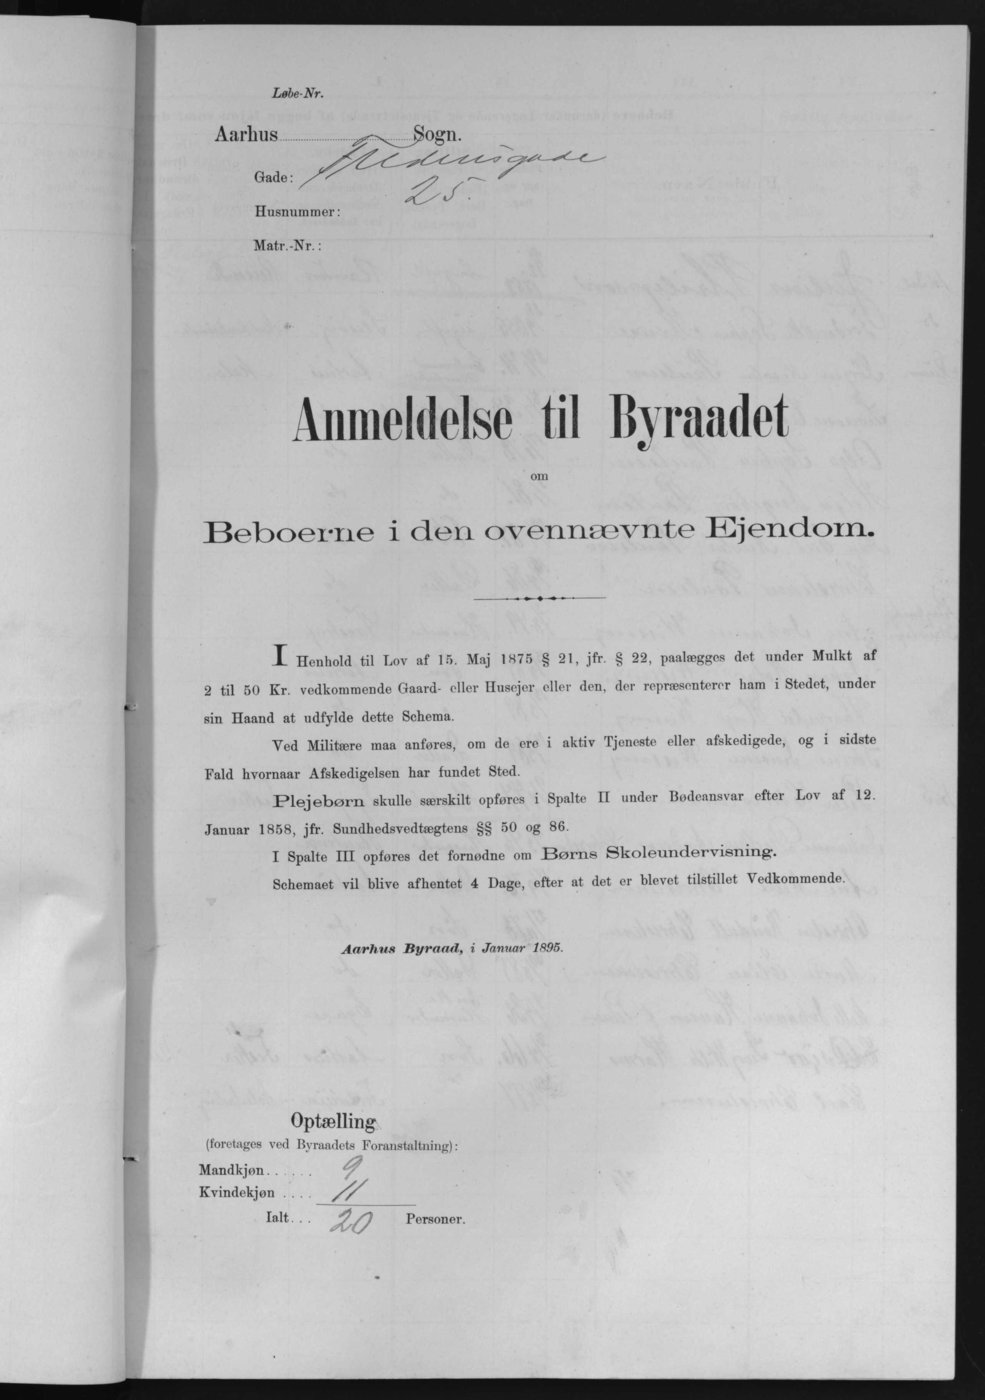 Løbe-Nr.
Aarhus Sogn.
Gade: Fredensgade
Husnummer: 25.
Matr.-Nr.:
Anmeldelse til Byraadet
om
Beboerne i den ovennævnte Ejendom.
I Henhold til Lov af 15. Maj 1875 § 21, jfr. § 22, paalægges det under Mulkt af
2 til 50 Kr. vedkommende Gaard- eller Husejer eller den, der repræsenterer ham i Stedet, under
sin Haand at udfylde dette Schema.
Ved Militære maa anføres, om de ere i aktiv Tjeneste eller afskedigede, og i sidste
Fald hvornaar Afskedigelsen har fundet Sted.
Plejebørn skulle særskilt opføres i Spalte II under Bødeansvar efter Lov af 12.
Januar 1858, jfr. Sundhedsvedtægtens §§ 50 og 86.
I Spalte III opføres det fornødne om Børns Skoleundervisning.
Schemaet vil blive afhentet 4 Dage, efter at det er blevet tilstillet Vedkommende.
Aarhus Byraad, i Januar 1895.
Optælling
(foretages ved Byraadets Foranstaltning):
Mandkjøn...... 9
Kvindekjøn .... 11
Ialt... 20 Personer.